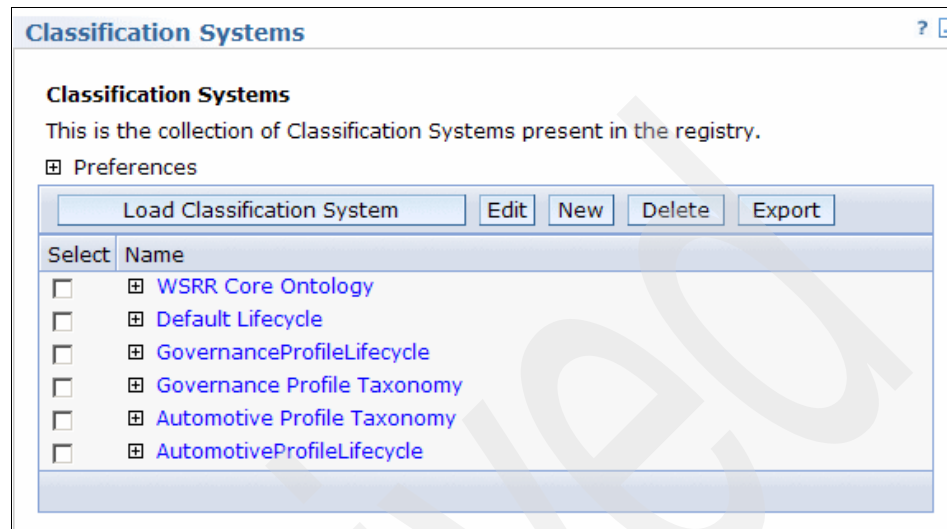 Classification Systems ?
Classification Systems
This is the collection of Classification Systems present in the registry.
Preferences
Load Classification System Edit New Delete Export
Select Name
WSRR Core Ontology
Default Lifecycle
GovernanceProfileLifecycle
Governance Profile Taxonomy
Automotive Profile Taxonomy
AutomotiveProfileLifecycle